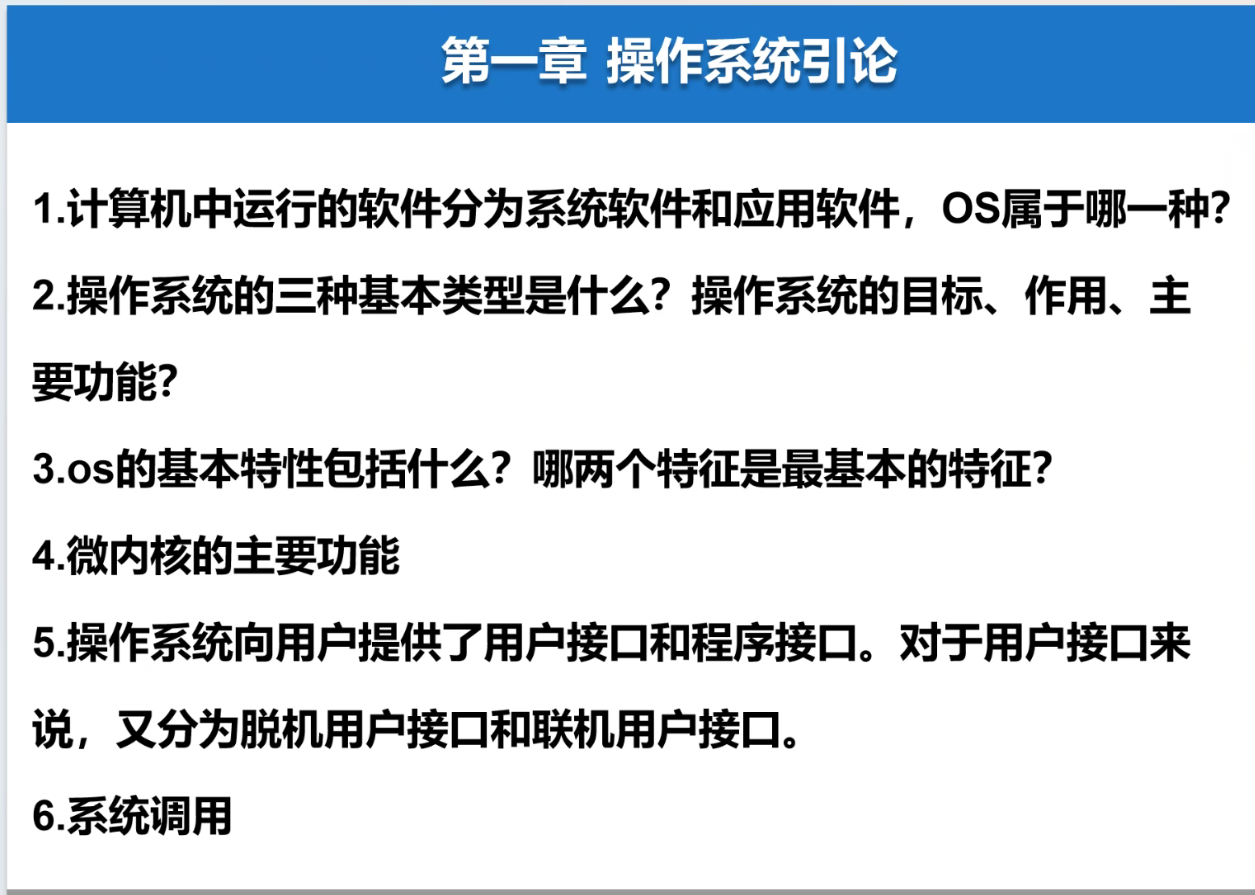 第一章 操作系统引论
1.计算机中运行的软件分为系统软件和应用软件，OS属于哪一种？
2.操作系统的三种基本类型是什么？操作系统的目标、作用、主
要功能？
3.os的基本特性包括什么？哪两个特征是最基本的特征？
4.微内核的主要功能
5.操作系统向用户提供了用户接口和程序接口。对于用户接口来
说，又分为脱机用户接口和联机用户接口。
6.系统调用